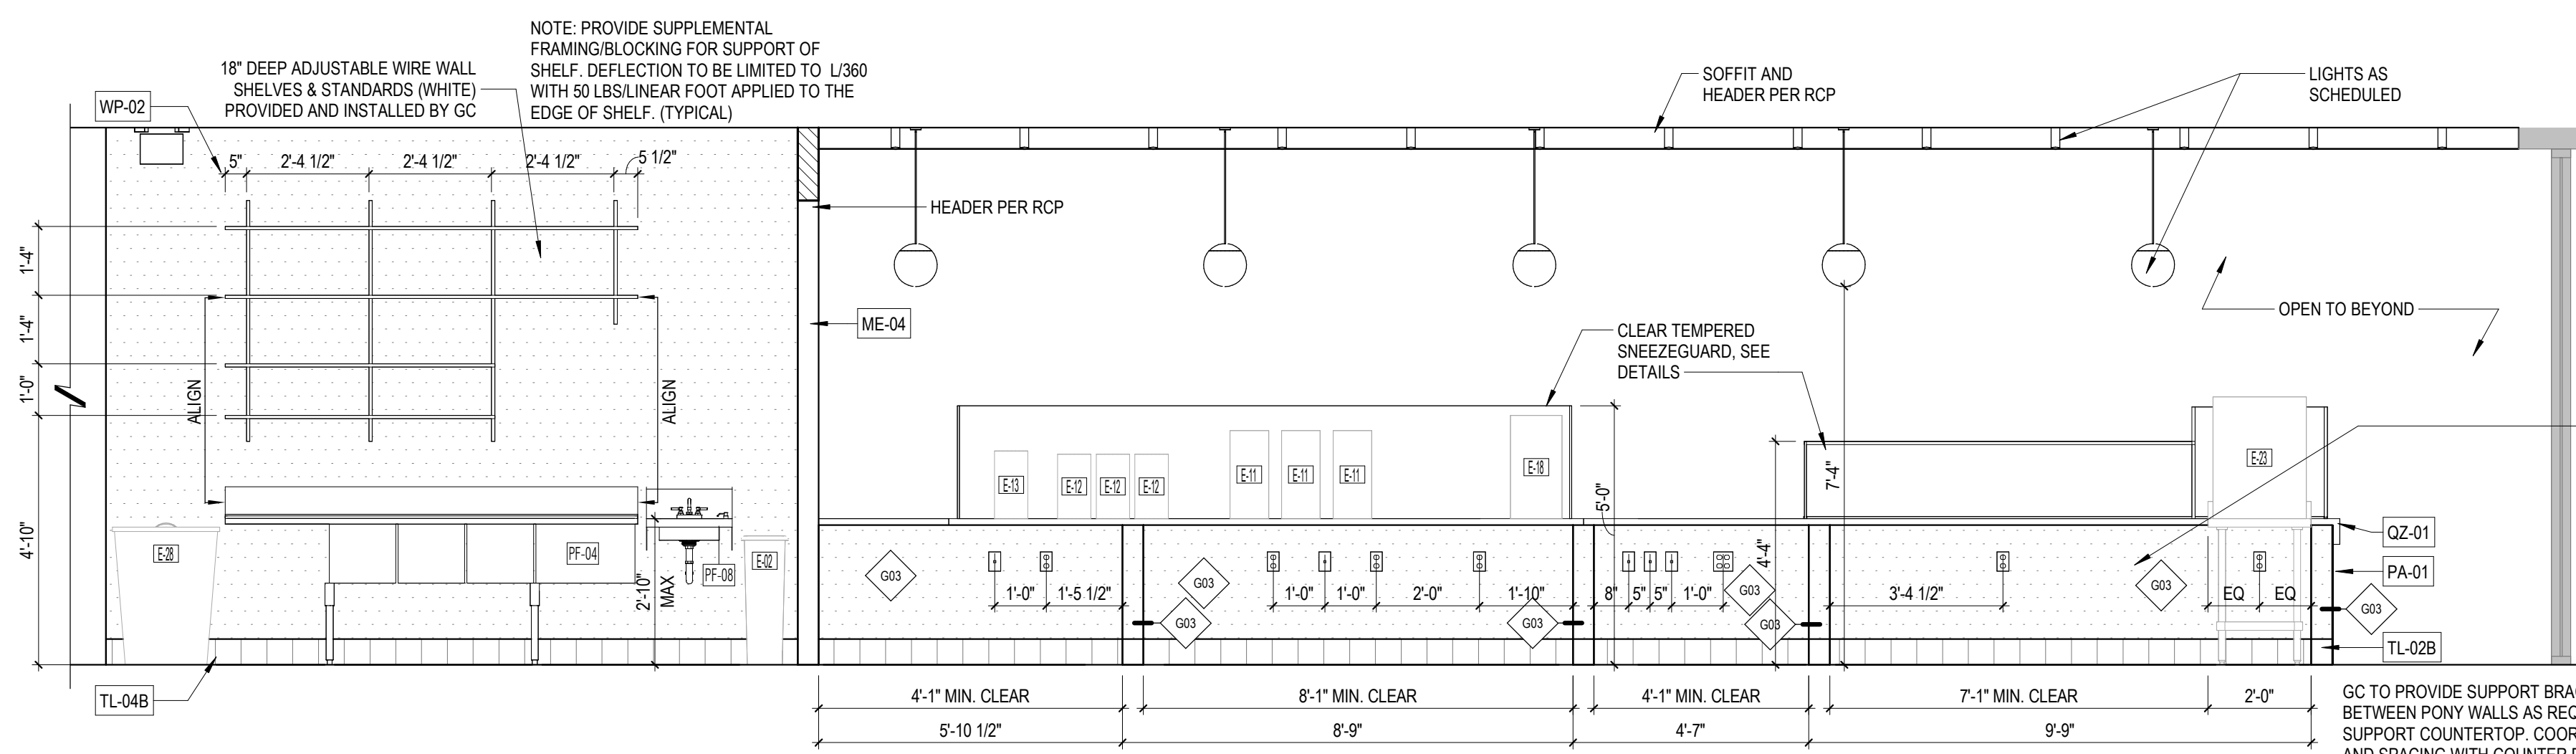 NOTE: PROVIDE SUPPLEMENTAL
FRAMING/BLOCKING FOR SUPPORT OF
SHELF. DEFLECTION TO BE LIMITED TO L/360
WITH 50 LBS/LINEAR FOOT APPLIED TO THE
EDGE OF SHELF. (TYPICAL)
18" DEEP ADJUSTABLE WIRE WALL
SHELVES & STANDARDS (WHITE)
PROVIDED AND INSTALLED BY GC
WP-02
SOFFIT AND
HEADER PER RCP
LIGHTS AS
SCHEDULED
5" 2'-4 1/2" 2'-4 1/2" 2'-4 1/2" 5 1/2"
HEADER PER RCP
1'-4"
1'-4"
1'-0"
4'-10"
ALIGN
ALIGN
ME-04
OPEN TO BEYOND
CLEAR TEMPERED
SNEEZEGUARD, SEE
DETAILS
E-13 E-12 E-12 E-12 E-11 E-11 E-11 E-18
E-23
5'-0"
7'-4"
4'-4"
E-28
PF-04
PF-08
E-02
2'-10"
MAX
QZ-01
PA-01
TL-02B
G03
G03
G03
G03
G03
G03
G03
G03
1'-0" 1'-5 1/2" 1'-0" 1'-0" 2'-0" 1'-10" 8" 5" 5" 1'-0" 3'-4 1/2" EQ EQ
TL-04B
4'-1" MIN. CLEAR 8'-1" MIN. CLEAR 4'-1" MIN. CLEAR 7'-1" MIN. CLEAR 2'-0"
5'-10 1/2" 8'-9" 4'-7" 9'-9"
GC TO PROVIDE SUPPORT
BETWEEN PONY WALLS AS
SUPPORT COUNTERTOP.
AND SPACING WITH COUNTER